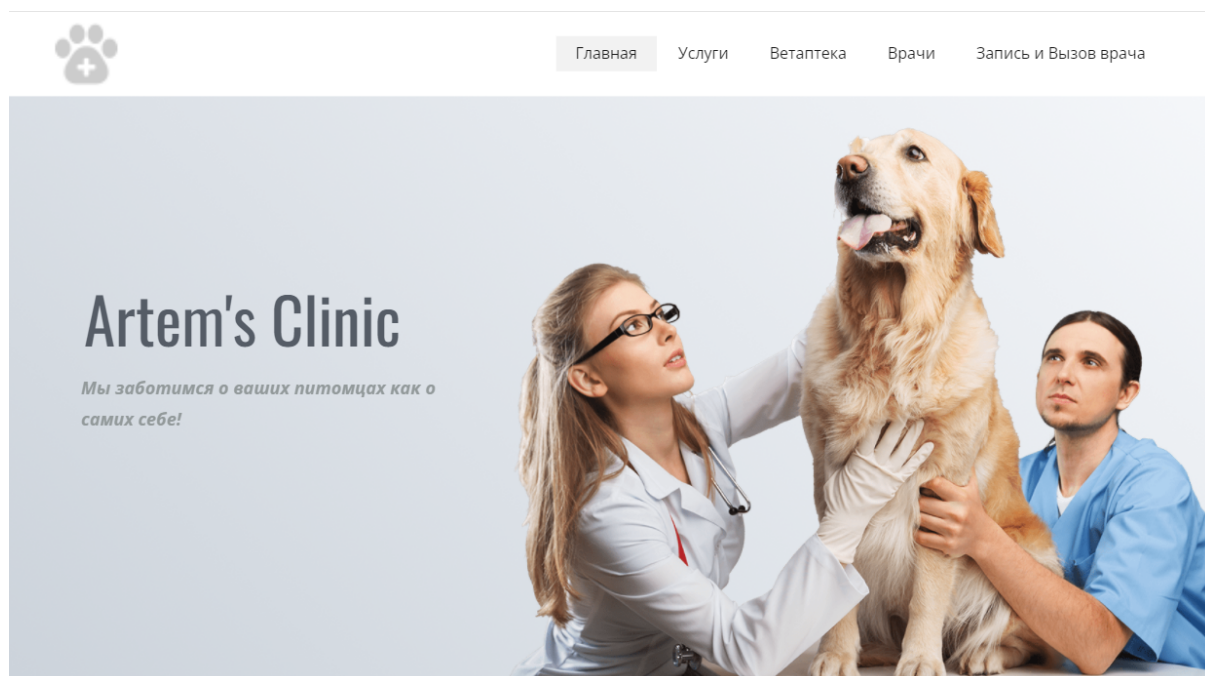 Главная Услуги Ветаптека Врачи Запись и Вызов врача
Artem's Clinic
Мы заботимся о ваших питомцах как о
самих себе!